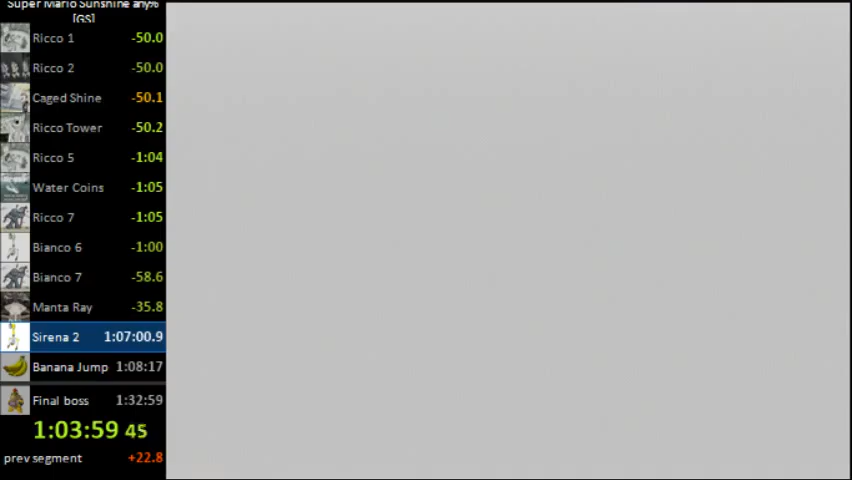 Super Mario Sunshine any%
[GS]
Ricco 1 -50.0
Ricco 2 -50.0
Caged Shine -50.1
Ricco Tower -50.2
Ricco 5 -1:04
Water Coins -1:05
Ricco 7 -1:05
Bianco 6 -1:00
Bianco 7 -58.6
Manta Ray -35.8
Sirena 2 1:07:00.9
Banana Jump 1:08:17
Final boss 1:32:59
1:03:59 45
prev segment +22.8